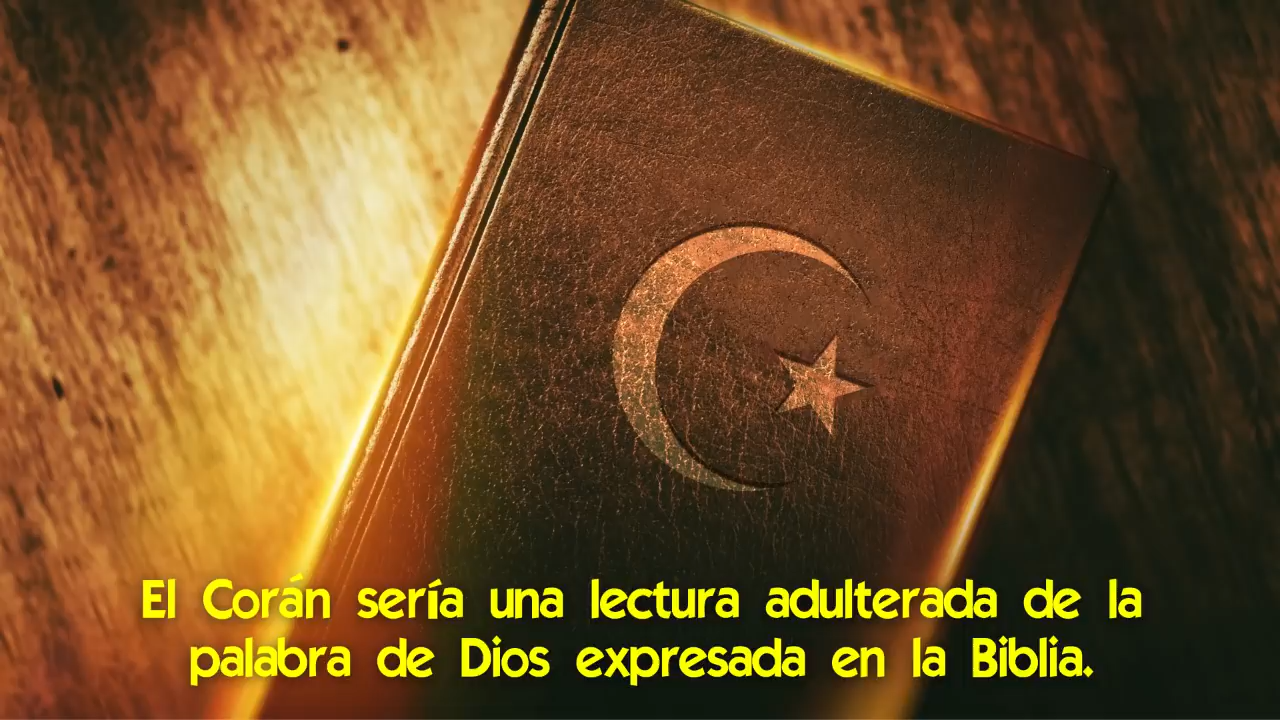 El Corán sería una lectura adulterada de la
palabra de Dios expresada en la Biblia.